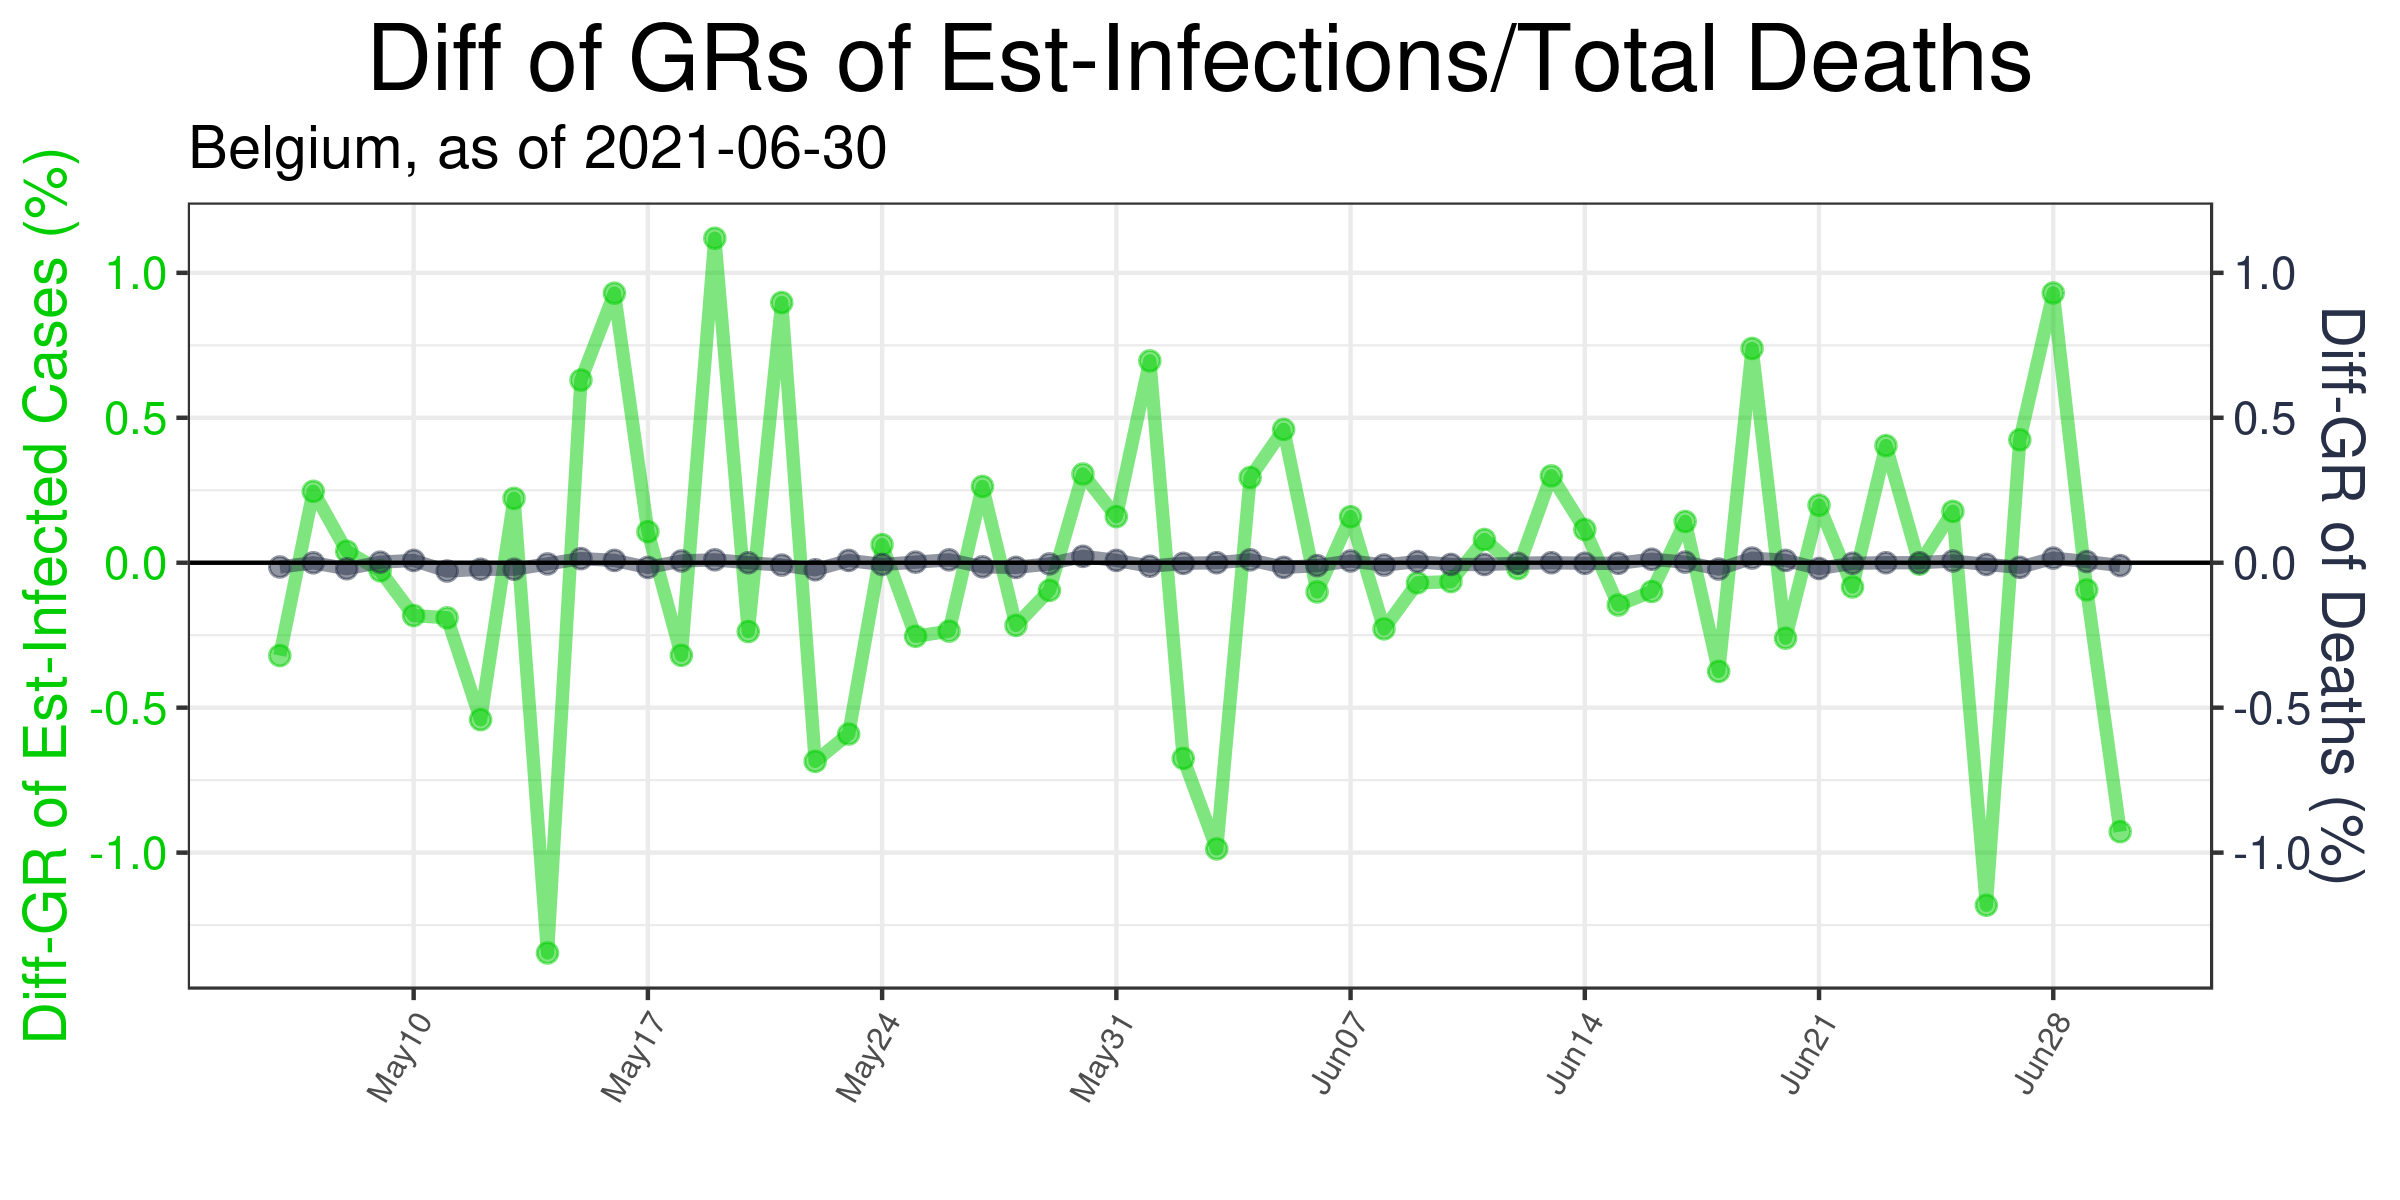 Diff of GRs of Est-Infections/Total Deaths
Belgium, as of 2021-06-30
Diff-GR of Est-Infected Cases (%)
1.0
0.5
0.0
-0.5
-1.0
1.0
0.5
0.0
-0.5
-1.0
Diff-GR of Deaths (%)
May10
May17
May24
May31
Jun07
Jun14
Jun21
Jun28